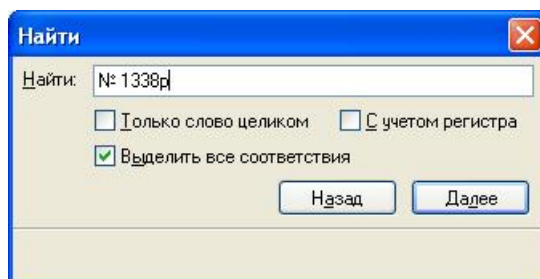 Найти
Найти: № 1338р
Только слово целиком С учетом регистра
Выделить все соответствия
Назад Далее